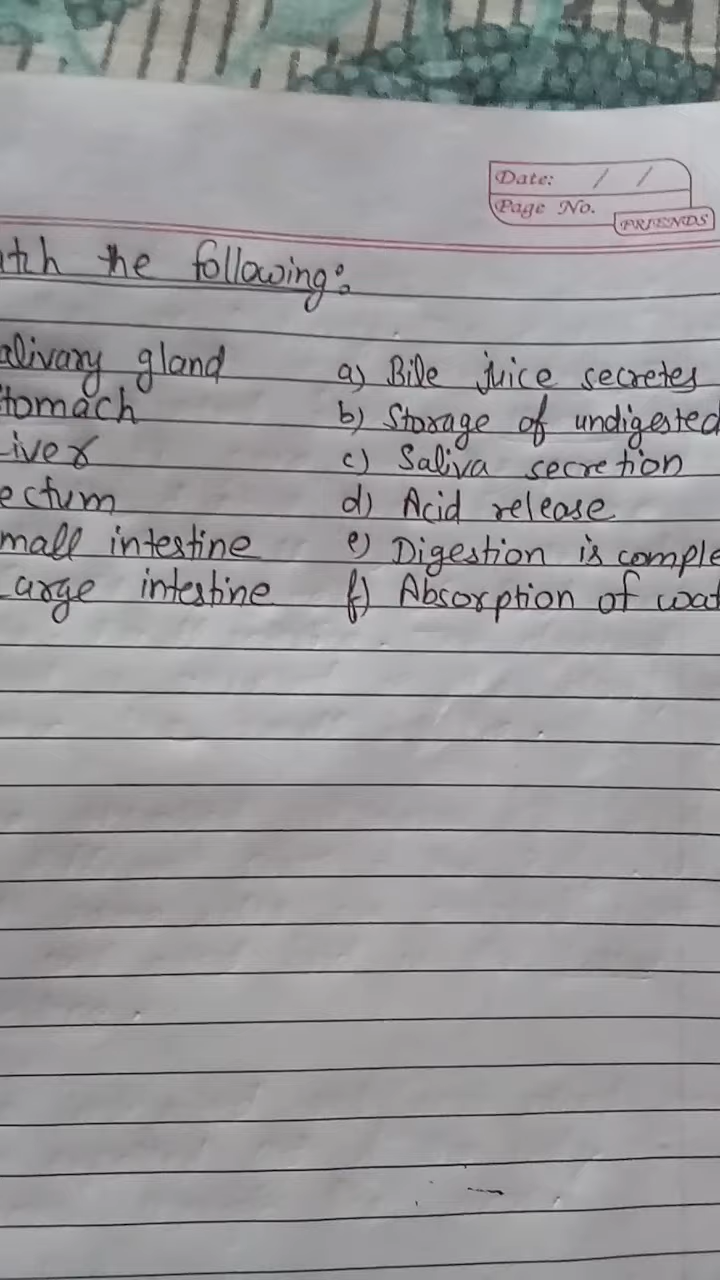 Date: / /
Page No.
FRIENDS
tch the following:
alivary gland a) Bile juice secretes
tomach b) Storage of undigested
iver c) Saliva secretion
ectum d) Acid release
mall intestine e) Digestion is comple
arge intestine f) Absorption of wat